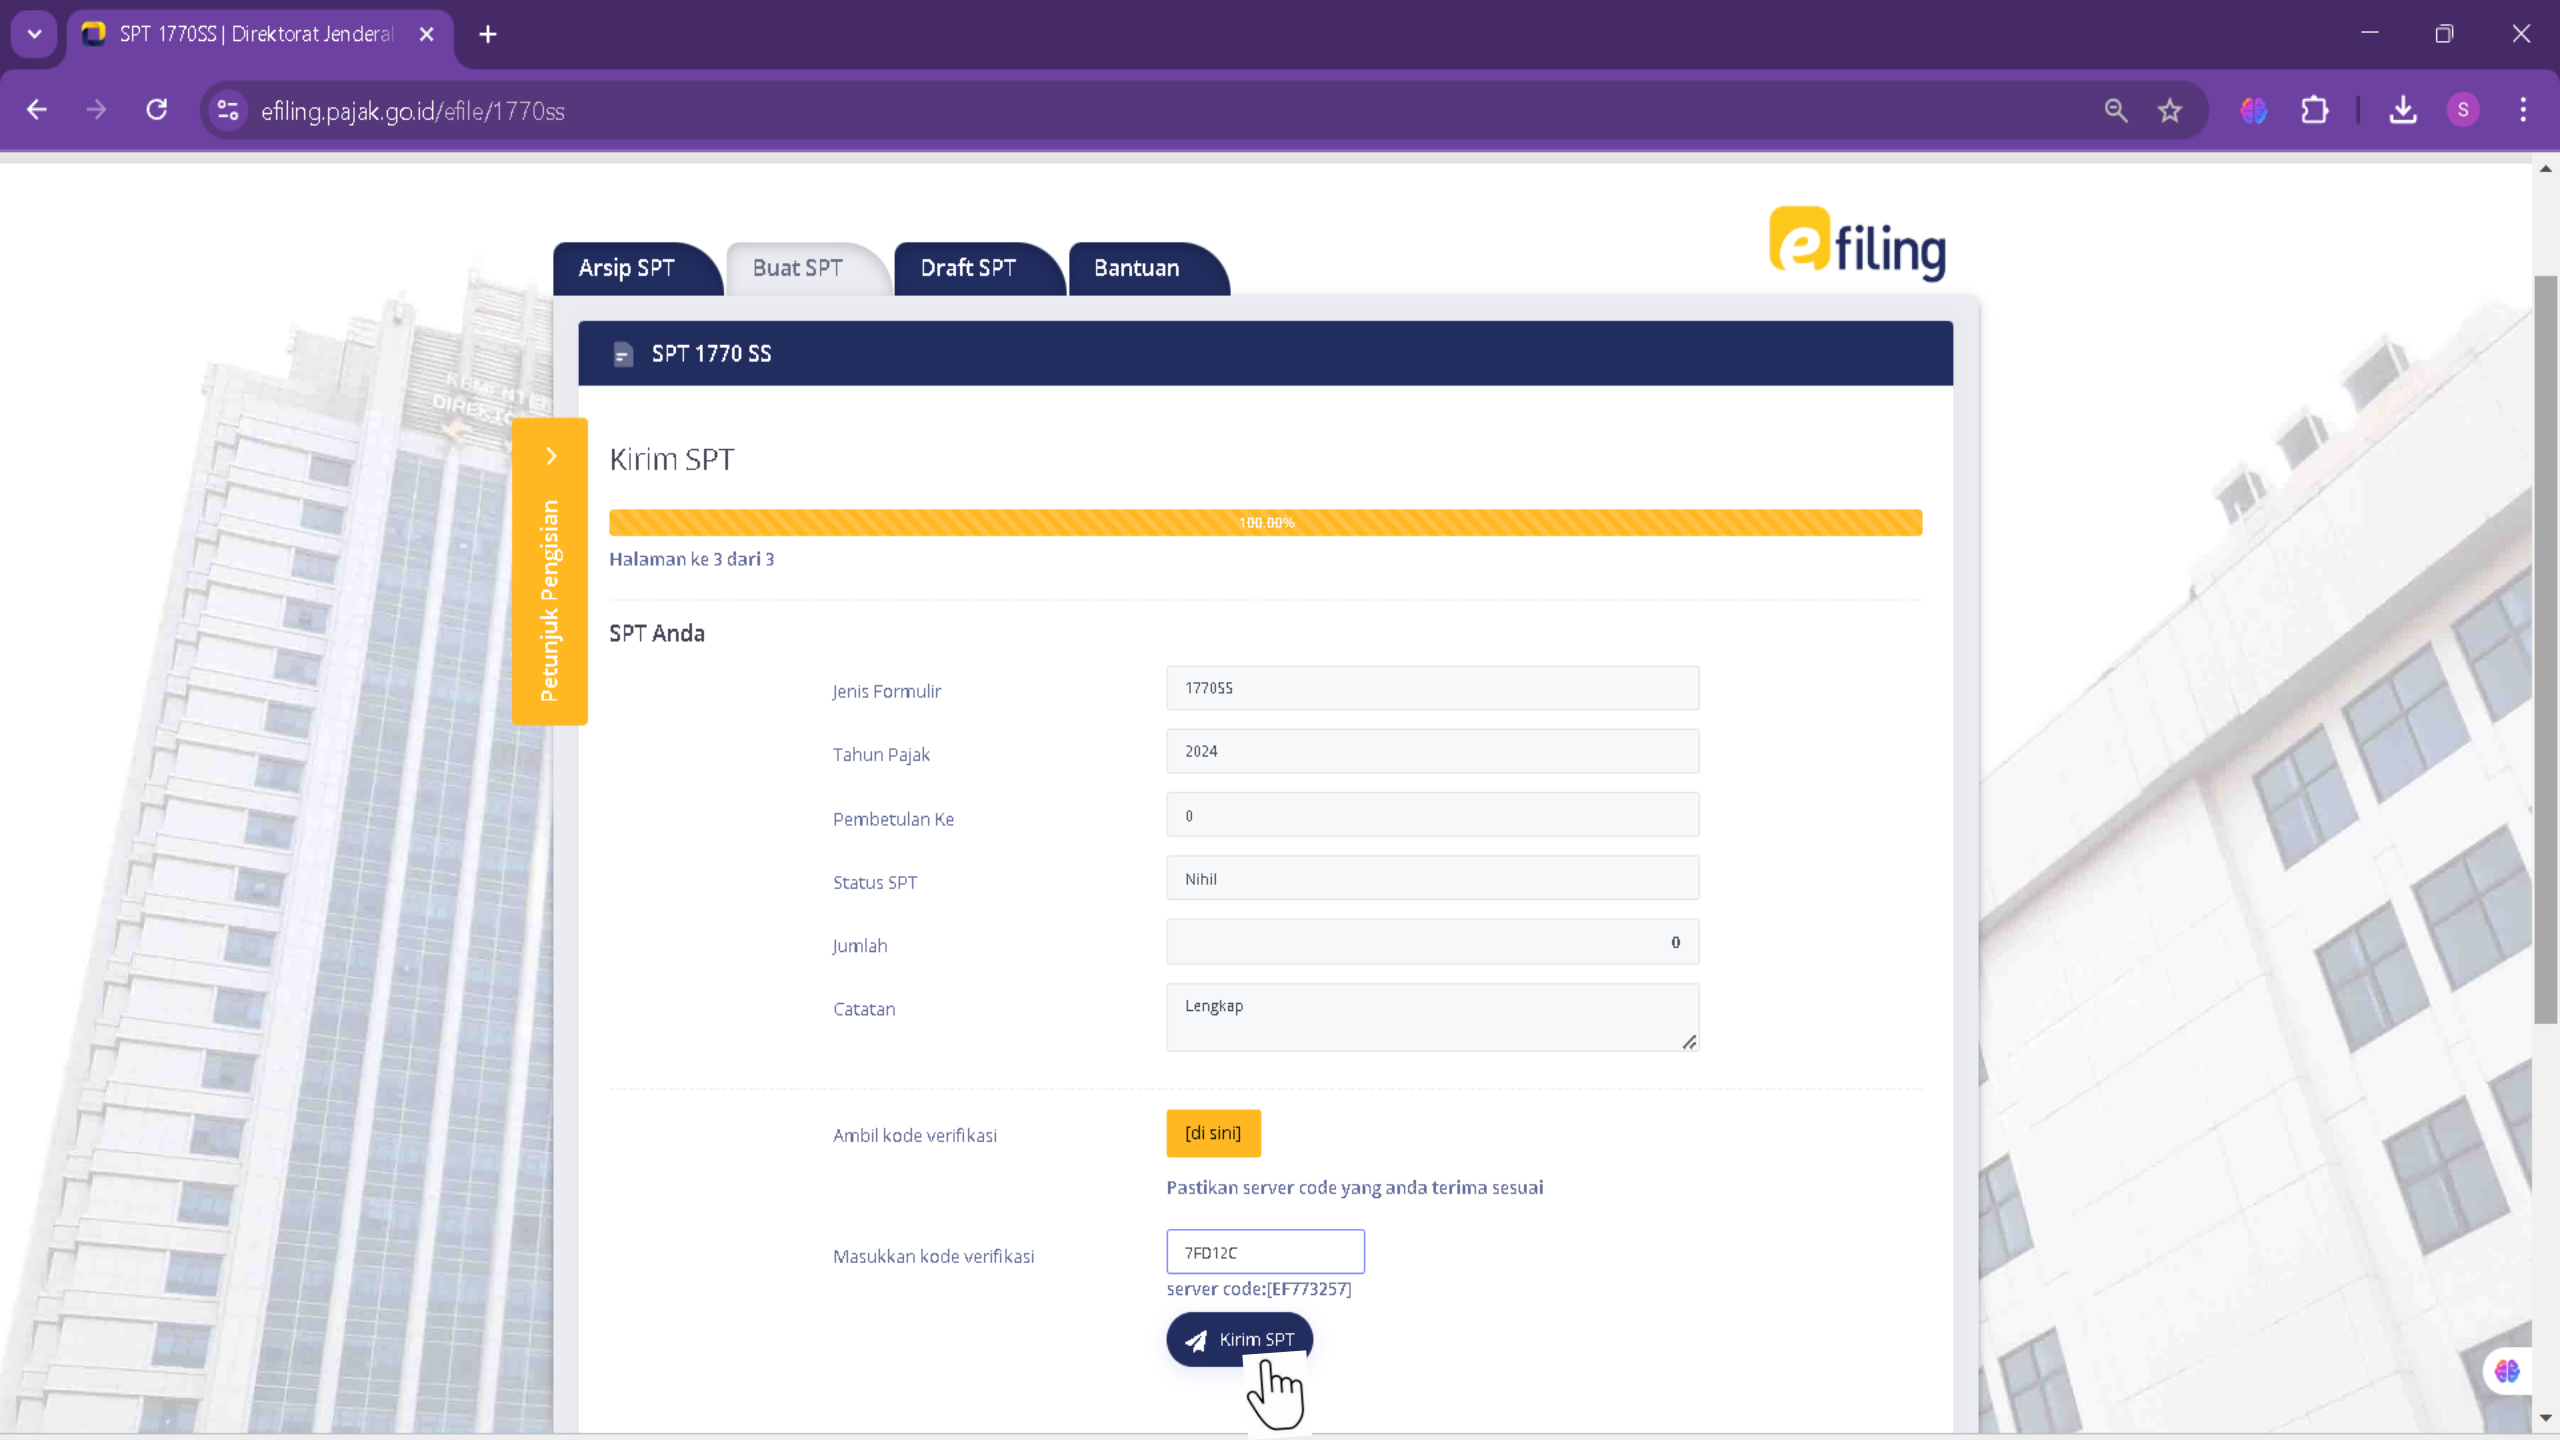 SPT 1770SS | Direktorat Jenderal
efiling.pajak.go.id/efile/1770ss
S
efiling
Arsip SPT
Buat SPT
Draft SPT
Bantuan
SPT 1770 SS
Petunjuk Pengisian
Kirim SPT
100.00%
Halaman ke 3 dari 3
SPT Anda
Jenis Formulir
1770SS
Tahun Pajak
2024
Pembetulan Ke
0
Status SPT
Nihil
Jumlah
0
Catatan
Lengkap
Ambil kode verifikasi
[di sini]
Pastikan server code yang anda terima sesuai
Masukkan kode verifikasi
7FD12C
server code:[EF773257]
Kirim SPT